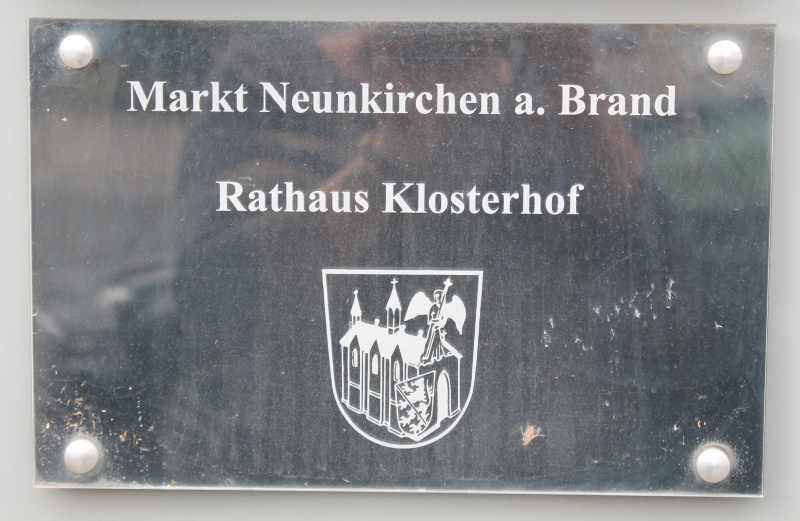 Markt Neunkirchen a. Brand
Rathaus Klosterhof